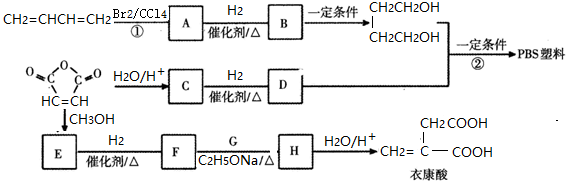 CH₂=CHCH=CH₂ Br2/CCl4 ① A H2 催化剂/△ B 一定条件 CH₂CH₂OH CH₂CH₂OH 一定条件 ② PBS塑料
O C O C O CH=CH H2O/H⁺ C H2 催化剂/△ D
CH3OH
E H2 催化剂/△ F G C2H5ONa/△ H H2O/H⁺ CH₂COOH CH₂=C COOH
衣康酸